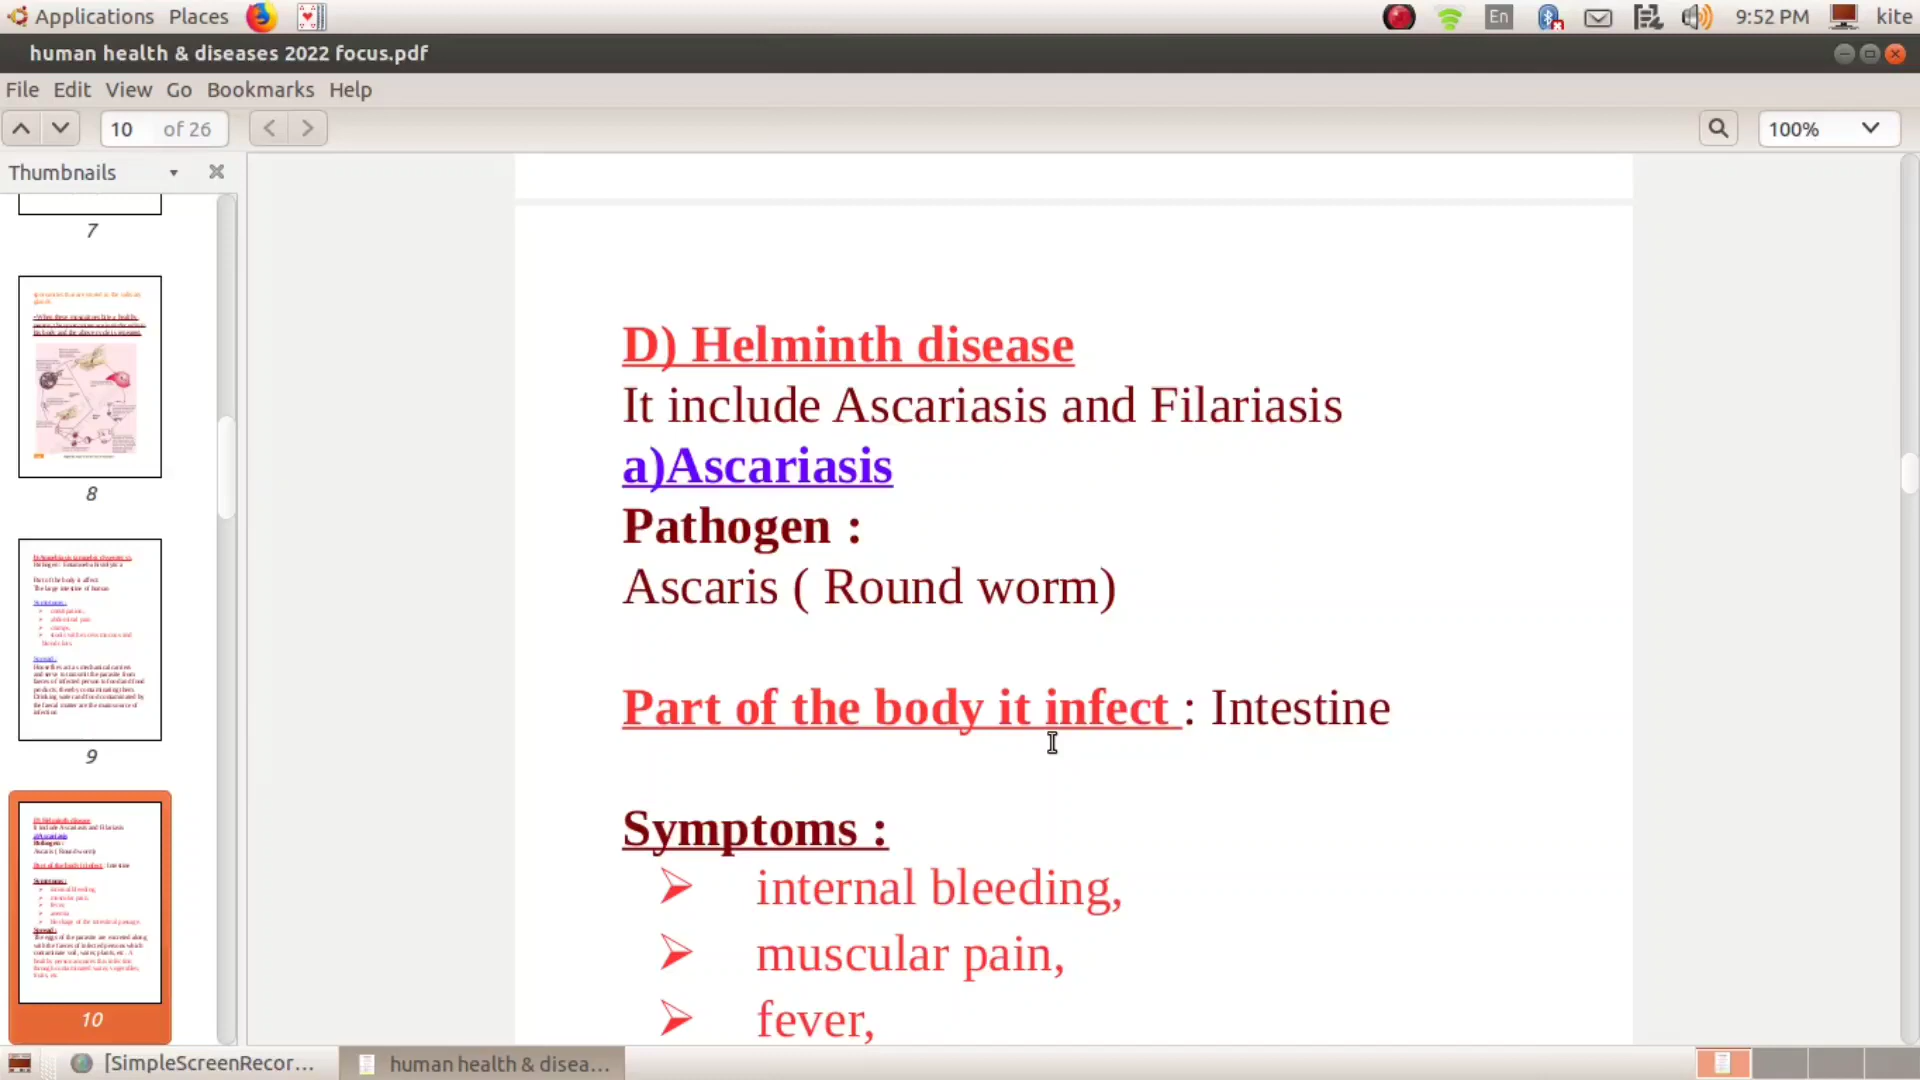 Applications Places En 9:52 PM kite
human health & diseases 2022 focus.pdf
File Edit View Go Bookmarks Help
10 of 26 100%
Thumbnails
7
8
9
10
D) Helminth disease
It include Ascariasis and Filariasis
a)Ascariasis
Pathogen :
Ascaris ( Round worm)
Part of the body it infect : Intestine
Symptoms :
➢ internal bleeding,
➢ muscular pain,
➢ fever,
[SimpleScreenRecor... human health & disea...